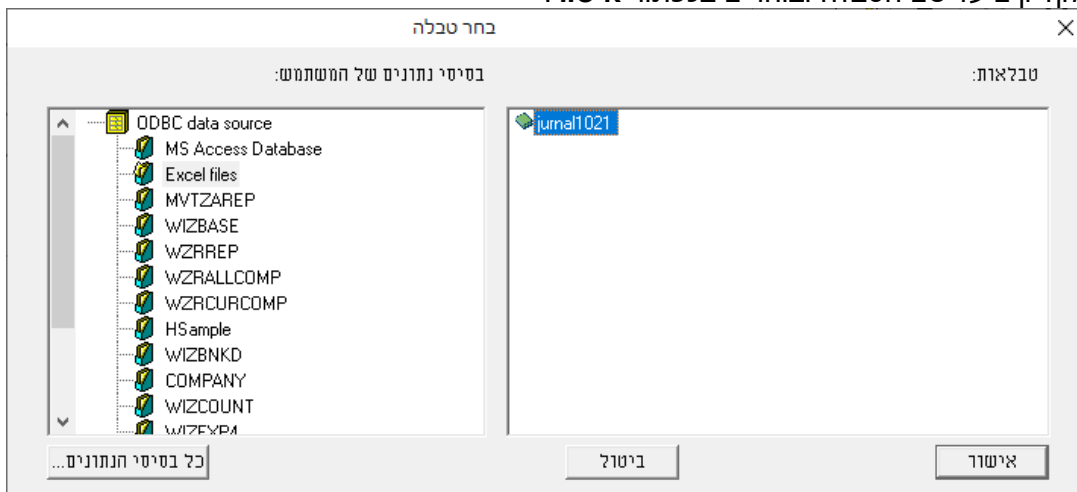 בחר טבלה
טבלאות:
בסיסי נתונים של המשתמש:
jurnal1021
ODBC data source
MS Access Database
Excel files
MVTZAREP
WIZBASE
WZRREP
WZRALLCOMP
WZRCURCOMP
HSample
WIZBNKD
COMPANY
WIZCOUNT
WIZEXP4
אישור
ביטול
כל בסיסי הנתונים...